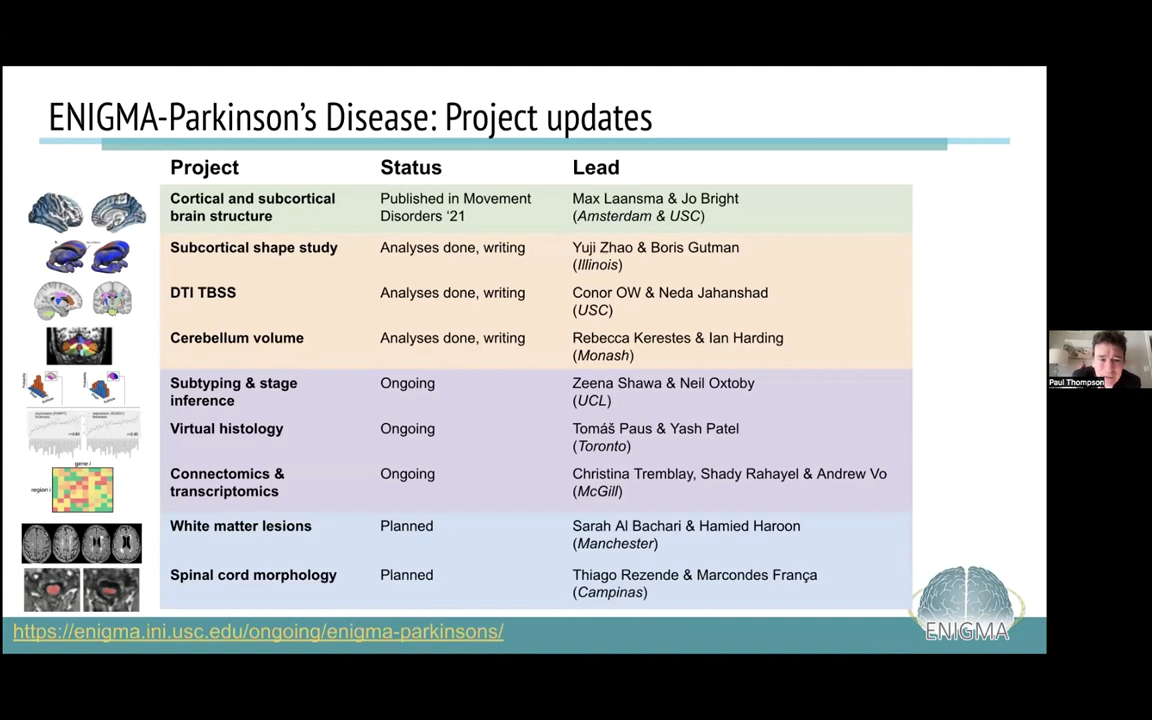 ENIGMA-Parkinson's Disease: Project updates
Project Status Lead
Cortical and subcortical brain structure
Published in Movement Disorders '21
Max Laansma & Jo Bright
(Amsterdam & USC)
Subcortical shape study
Analyses done, writing
Yuji Zhao & Boris Gutman
(Illinois)
DTI TBSS
Analyses done, writing
Conor OW & Neda Jahanshad
(USC)
Cerebellum volume
Analyses done, writing
Rebecca Kerestes & Ian Harding
(Monash)
Subtyping & stage inference
Ongoing
Zeena Shawa & Neil Oxtoby
(UCL)
Virtual histology
Ongoing
Tomáš Paus & Yash Patel
(Toronto)
gene i
region i
Connectomics & transcriptomics
Ongoing
Christina Tremblay, Shady Rahayel & Andrew Vo
(McGill)
White matter lesions
Planned
Sarah Al Bachari & Hamied Haroon
(Manchester)
Spinal cord morphology
Planned
Thiago Rezende & Marcondes França
(Campinas)
https://enigma.ini.usc.edu/ongoing/enigma-parkinsons/
ENIGMA
Paul Thompson